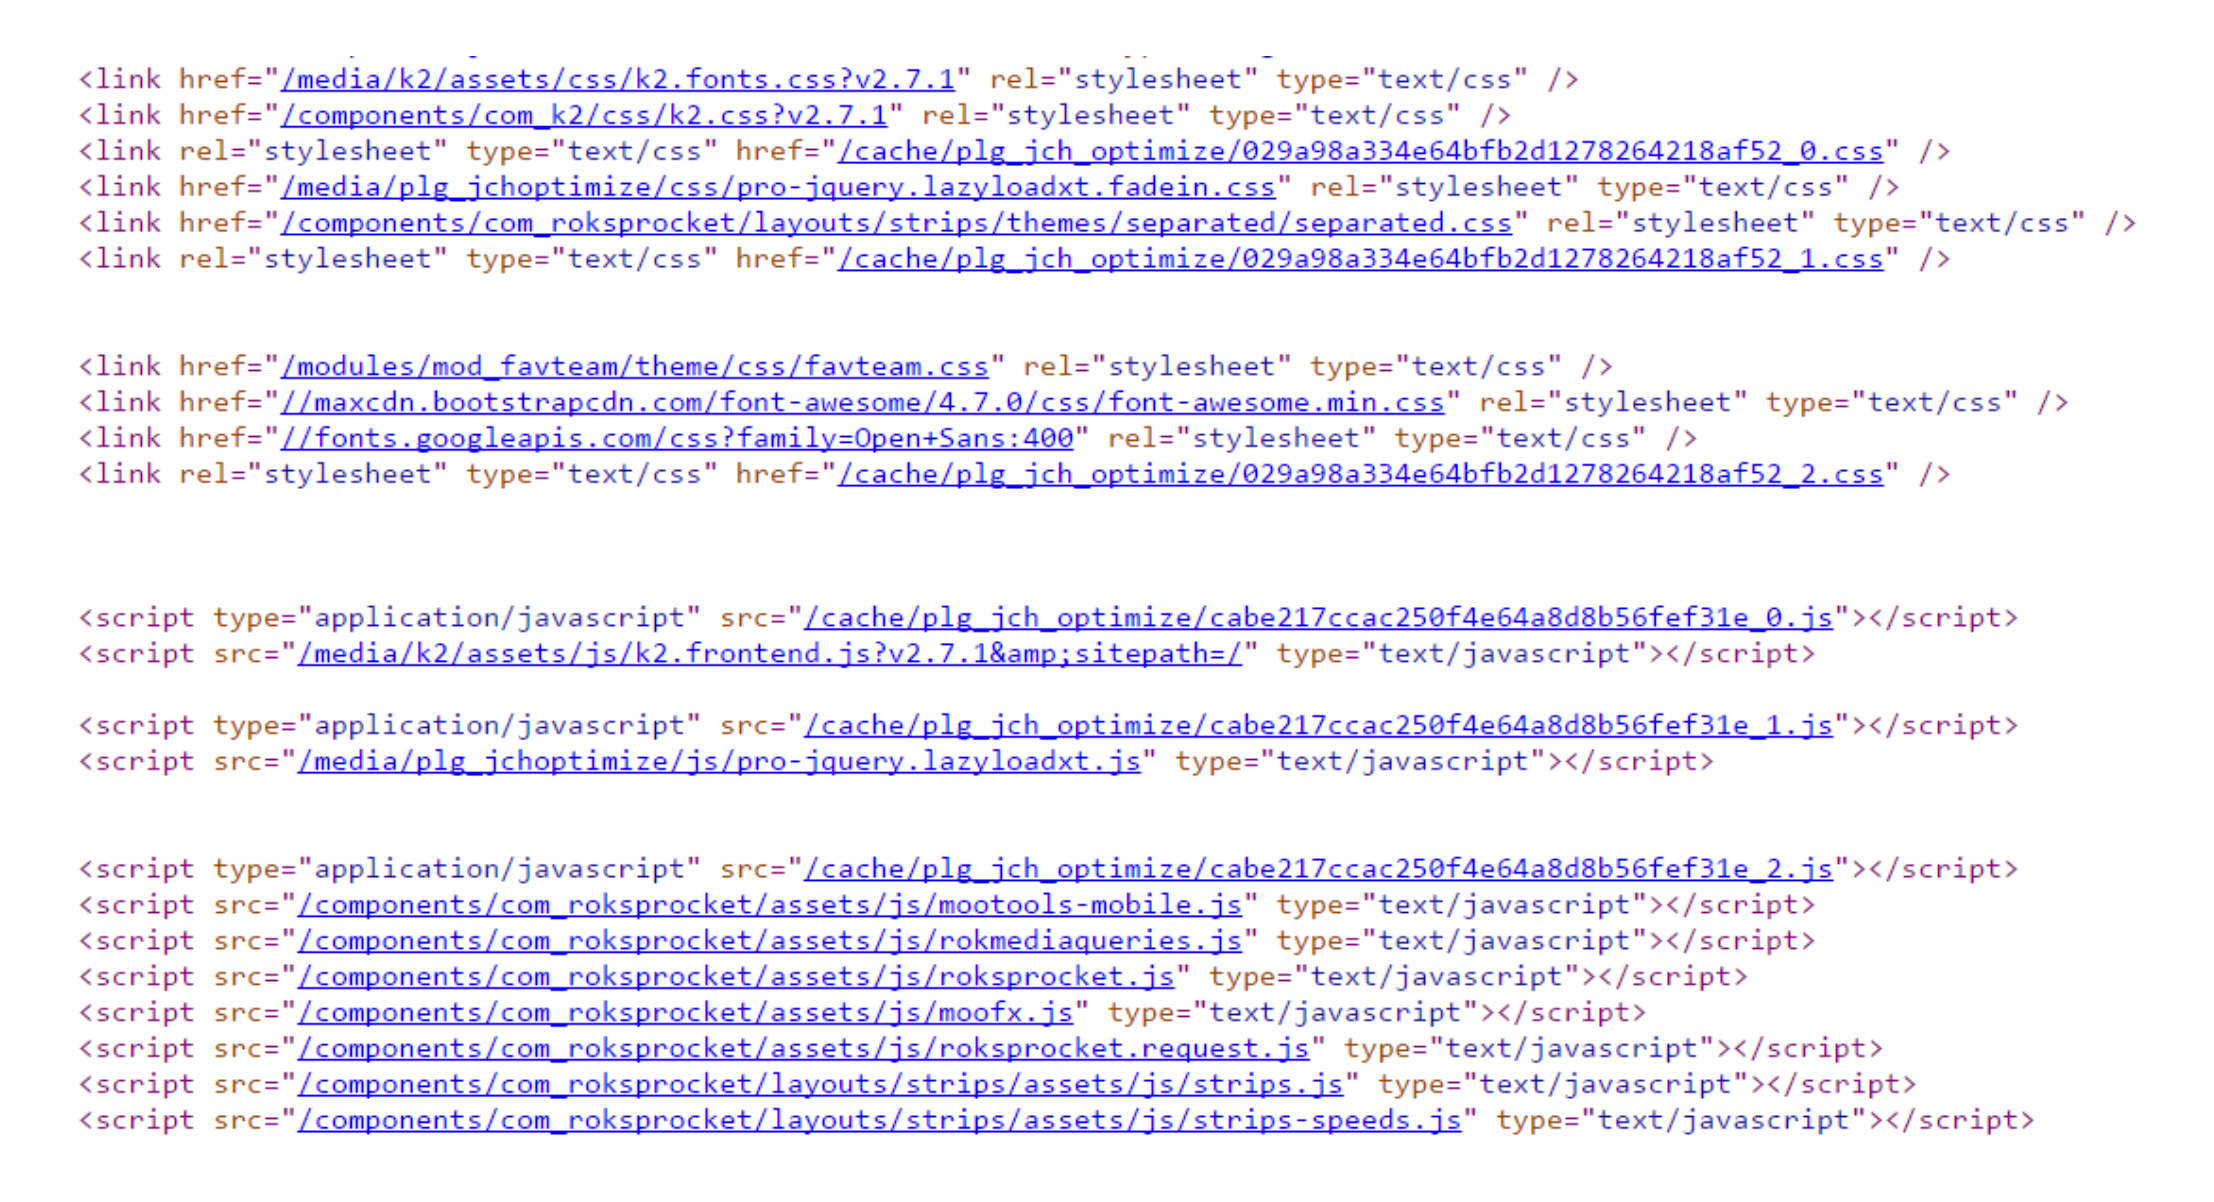 <link href="/media/k2/assets/css/k2.fonts.css?v2.7.1" rel="stylesheet" type="text/css" />
<link href="/components/com_k2/css/k2.css?v2.7.1" rel="stylesheet" type="text/css" />
<link rel="stylesheet" type="text/css" href="/cache/plg_jch_optimize/029a98a334e64bfb2d1278264218af52_0.css" />
<link href="/media/plg_jchoptimize/css/pro-jquery.lazyloadxt.fadein.css" rel="stylesheet" type="text/css" />
<link href="/components/com_roksprocket/layouts/strips/themes/separated/separated.css" rel="stylesheet" type="text/css" />
<link rel="stylesheet" type="text/css" href="/cache/plg_jch_optimize/029a98a334e64bfb2d1278264218af52_1.css" />
<link href="/modules/mod_favteam/theme/css/favteam.css" rel="stylesheet" type="text/css" />
<link href="//maxcdn.bootstrapcdn.com/font-awesome/4.7.0/css/font-awesome.min.css" rel="stylesheet" type="text/css" />
<link href="//fonts.googleapis.com/css?family=Open+Sans:400" rel="stylesheet" type="text/css" />
<link rel="stylesheet" type="text/css" href="/cache/plg_jch_optimize/029a98a334e64bfb2d1278264218af52_2.css" />
<script type="application/javascript" src="/cache/plg_jch_optimize/cabe217ccac250f4e64a8d8b56fef31e_0.js"></script>
<script src="/media/k2/assets/js/k2.frontend.js?v2.7.1&amp;sitepath=/" type="text/javascript"></script>
<script type="application/javascript" src="/cache/plg_jch_optimize/cabe217ccac250f4e64a8d8b56fef31e_1.js"></script>
<script src="/media/plg_jchoptimize/js/pro-jquery.lazyloadxt.js" type="text/javascript"></script>
<script type="application/javascript" src="/cache/plg_jch_optimize/cabe217ccac250f4e64a8d8b56fef31e_2.js"></script>
<script src="/components/com_roksprocket/assets/js/mootools-mobile.js" type="text/javascript"></script>
<script src="/components/com_roksprocket/assets/js/rokmediaqueries.js" type="text/javascript"></script>
<script src="/components/com_roksprocket/assets/js/roksprocket.js" type="text/javascript"></script>
<script src="/components/com_roksprocket/assets/js/moofx.js" type="text/javascript"></script>
<script src="/components/com_roksprocket/assets/js/roksprocket.request.js" type="text/javascript"></script>
<script src="/components/com_roksprocket/layouts/strips/assets/js/strips.js" type="text/javascript"></script>
<script src="/components/com_roksprocket/layouts/strips/assets/js/strips-speeds.js" type="text/javascript"></script>